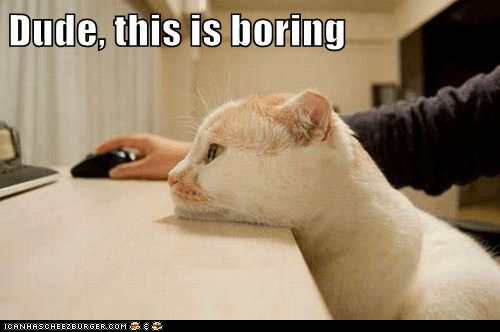 Dude, this is boring
ICANHASCHEEZBURGER.COM